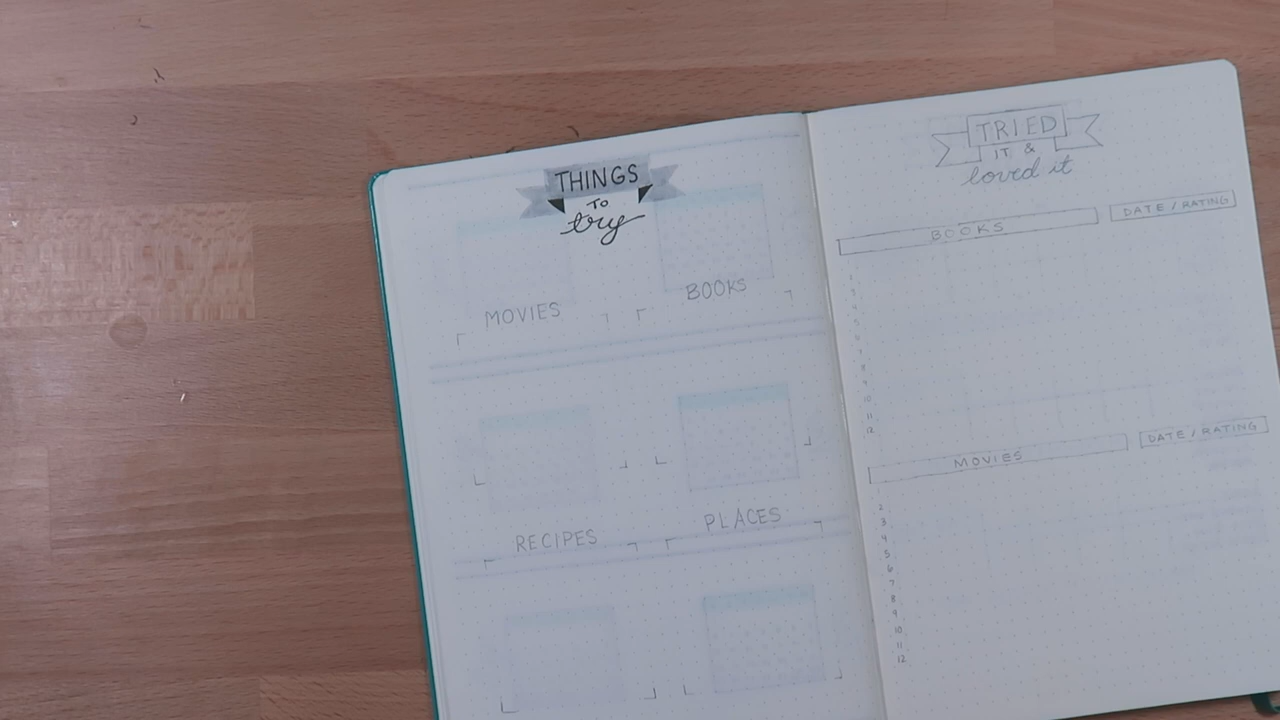 THINGS
TO
try
MOVIES
BOOKS
RECIPES
PLACES
TRIED
IT &
loved it
BOOKS
DATE / RATING
1
3
4
5
6
7
8
9
10
11
12
MOVIES
DATE / RATING
2
3
4
5
6
7
8
9
10
11
12